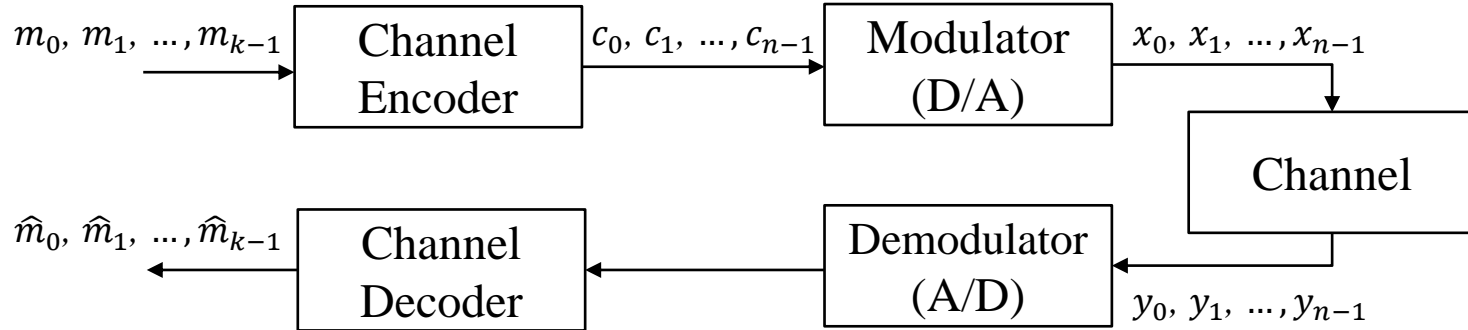 m₀, m₁, …, mₖ₋₁
Channel
Encoder
c₀, c₁, …, cₙ₋₁
Modulator
(D/A)
x₀, x₁, …, xₙ₋₁
Channel
m̂₀, m̂₁, …, m̂ₖ₋₁
Channel
Decoder
Demodulator
(A/D)
y₀, y₁, …, yₙ₋₁